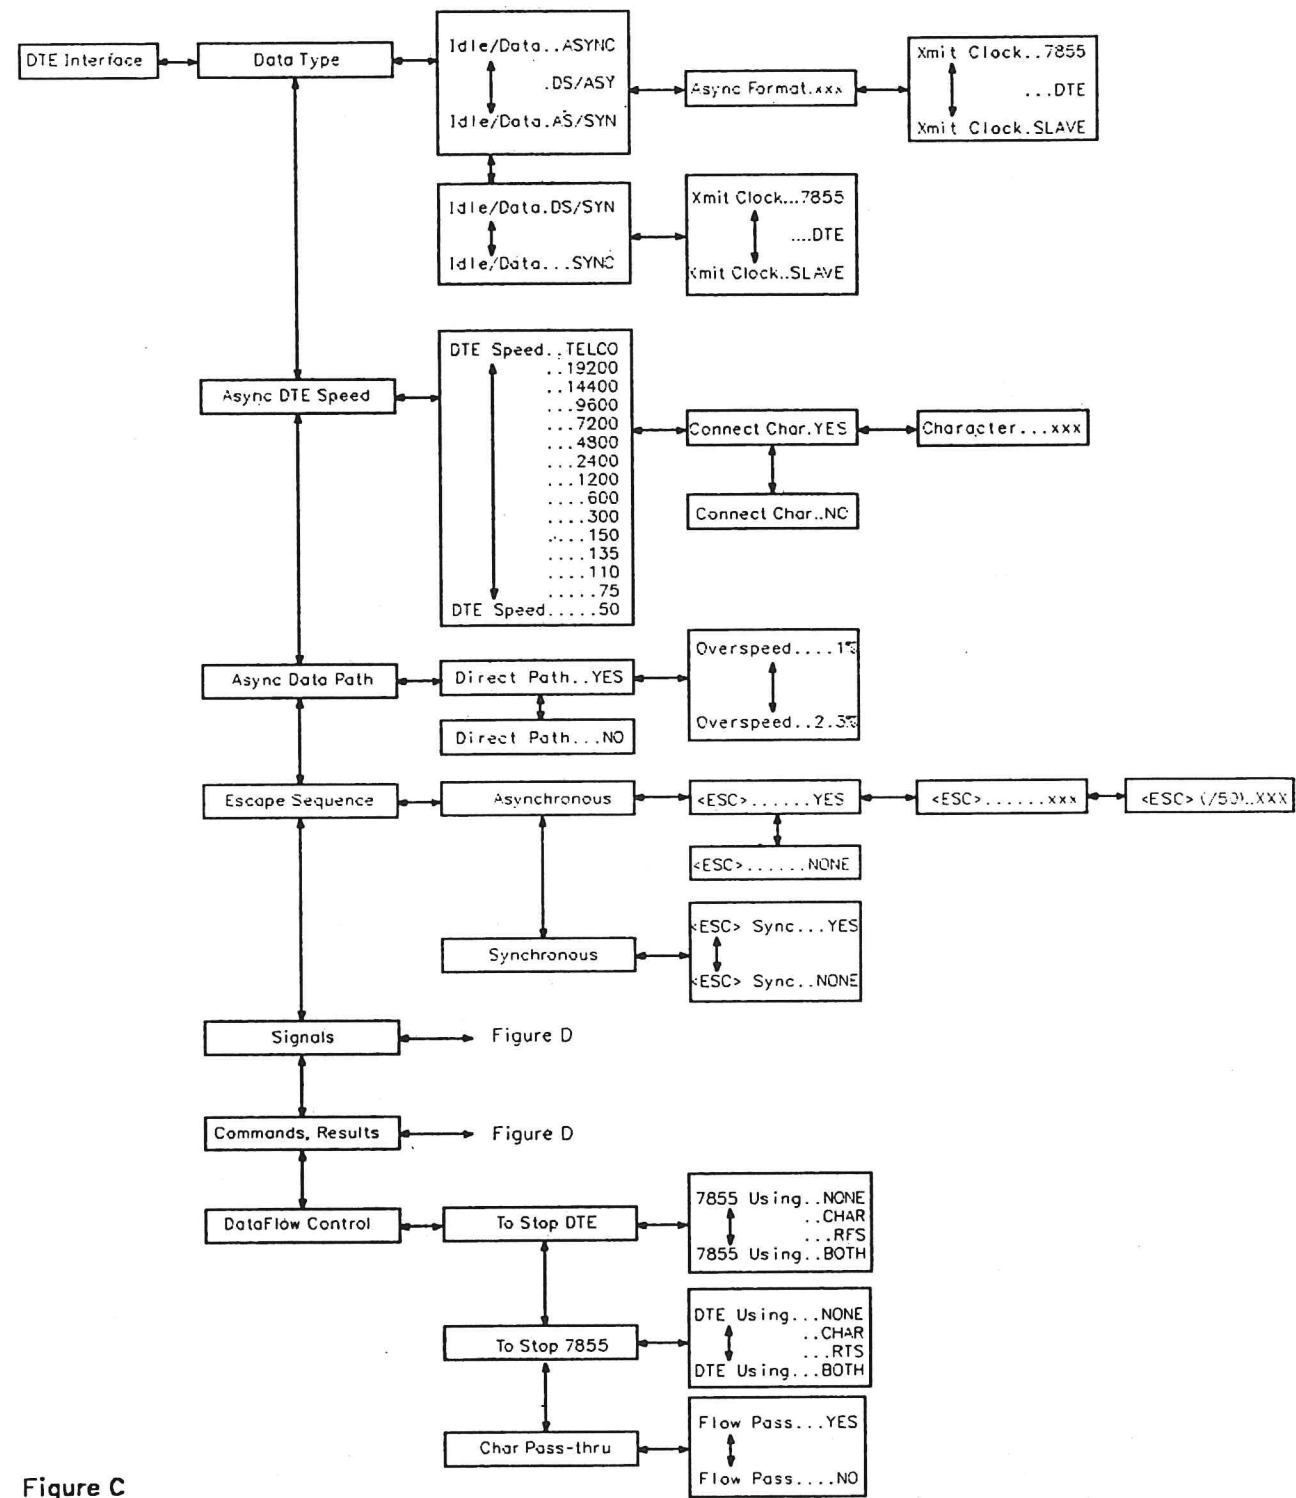 DTE Interface
Data Type
Idle/Data..ASYNC
.DS/ASY
Idle/Data.AS/SYN
Async Format.xxx
Xmit Clock..7855
...DTE
Xmit Clock.SLAVE
Idle/Data.DS/SYN
Idle/Data...SYNC
Xmit Clock...7855
....DTE
Xmit Clock..SLAVE
Async DTE Speed
DTE Speed..TELCO
..19200
..14400
...9600
...7200
...4800
...2400
...1200
....600
....300
....150
....135
....110
.....75
DTE Speed.....50
Connect Char.YES
Character...xxx
Connect Char..NO
Async Data Path
Direct Path..YES
Direct Path...NO
Overspeed....1%
Overspeed..2.3%
Escape Sequence
Asynchronous
<ESC>......YES
<ESC>......xxx
<ESC>(/50)..XXX
<ESC>......NONE
Synchronous
<ESC> Sync...YES
<ESC> Sync..NONE
Signals
Figure D
Commands, Results
Figure D
DataFlow Control
To Stop DTE
7855 Using..NONE
..CHAR
...RFS
7855 Using..BOTH
To Stop 7855
DTE Using...NONE
..CHAR
...RTS
DTE Using...BOTH
Char Pass-thru
Flow Pass...YES
Flow Pass....NO
Figure C